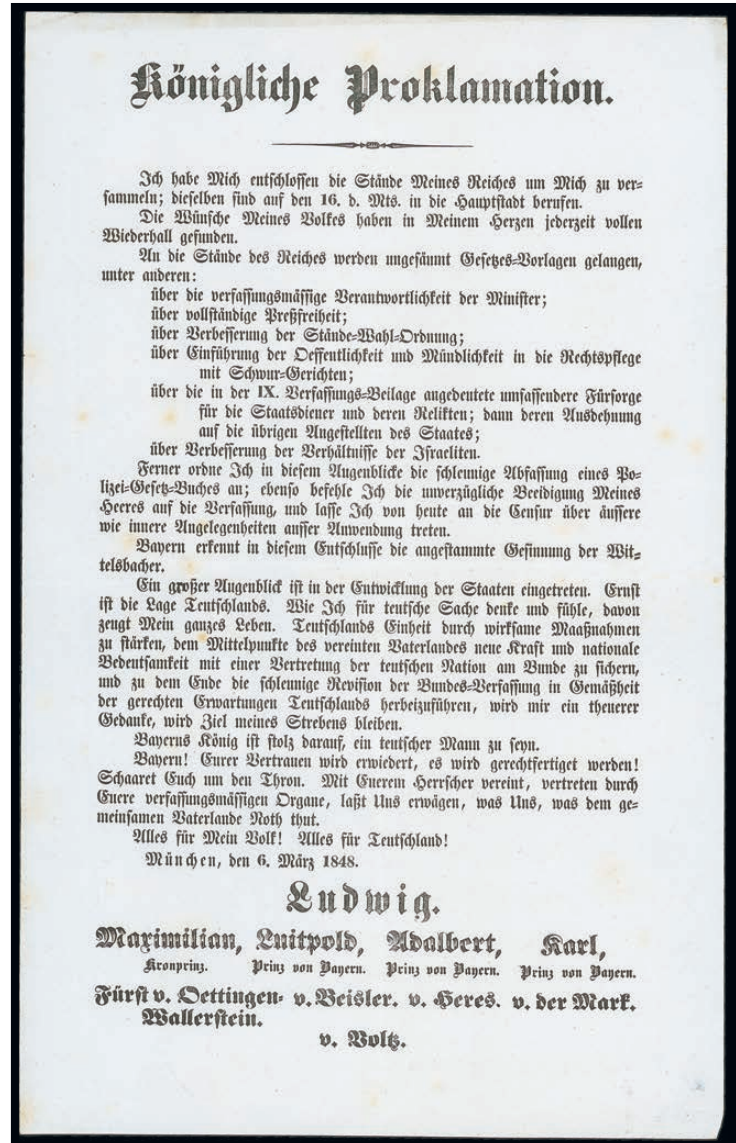 Königliche Proklamation.
Ich habe Mich entschlossen die Stände Meines Reiches um Mich zu ver-
sammeln; dieselben sind auf den 16. d. Mts. in die Hauptstadt berufen.
Die Wünsche Meines Volkes haben in Meinem Herzen jederzeit vollen
Wiederhall gefunden.
An die Stände des Reiches werden ungesäumt Gesetzes-Vorlagen gelangen,
unter anderen:
über die verfassungsmässige Verantwortlichkeit der Minister;
über vollständige Preßfreiheit;
über Verbesserung der Stände-Wahl-Ordnung;
über Einführung der Oeffentlichkeit und Mündlichkeit in die Rechtspflege
mit Schwur-Gerichten;
über die in der IX. Verfassungs-Beilage angedeutete umfassendere Fürsorge
für die Staatsdiener und deren Relikten; dann deren Ausdehnung
auf die übrigen Angestellten des Staates;
über Verbesserung der Verhältnisse der Israeliten.
Ferner ordne Ich in diesem Augenblicke die schleunige Abfassung eines Po-
lizei-Gesetz-Buches an; ebenso befehle Ich die unverzügliche Beeidigung Meines
Heeres auf die Verfassung, und lasse Ich von heute an die Censur über äussere
wie innere Angelegenheiten ausser Anwendung treten.
Bayern erkennt in diesem Entschlusse die angestammte Gesinnung der Wit-
telsbacher.
Ein großer Augenblick ist in der Entwicklung der Staaten eingetreten. Ernst
ist die Lage Teutschlands. Wie Ich für teutsche Sache denke und fühle, davon
zeugt Mein ganzes Leben. Teutschlands Einheit durch wirksame Maaßnahmen
zu stärken, dem Mittelpunkte des vereinten Vaterlandes neue Kraft und nationale
Bedeutsamkeit mit einer Vertretung der teutschen Nation am Bunde zu sichern,
und zu dem Ende die schleunige Revision der Bundes-Verfassung in Gemäßheit
der gerechten Erwartungen Teutschlands herbeizuführen, wird mir ein theuerer
Gedanke, wird Ziel meines Strebens bleiben.
Bayerns König ist stolz darauf, ein teutscher Mann zu seyn.
Bayern! Eurer Vertrauen wird erwiedert, es wird gerechtfertiget werden!
Schaaret Euch um den Thron. Mit Euerem Herrscher vereint, vertreten durch
Euere verfassungsmässigen Organe, laßt Uns erwägen, was Uns, was dem ge-
meinsamen Vaterlande Noth thut.
Alles für Mein Volk! Alles für Teutschland!
München, den 6. März 1848.
Ludwig.
Maximilian, Luitpold, Adalbert, Karl,
Kronprinz. Prinz von Bayern. Prinz von Bayern. Prinz von Bayern.
Fürst v. Oettingen- v. Beisler. v. Heres. v. der Mark.
Wallerstein.
v. Voltz.